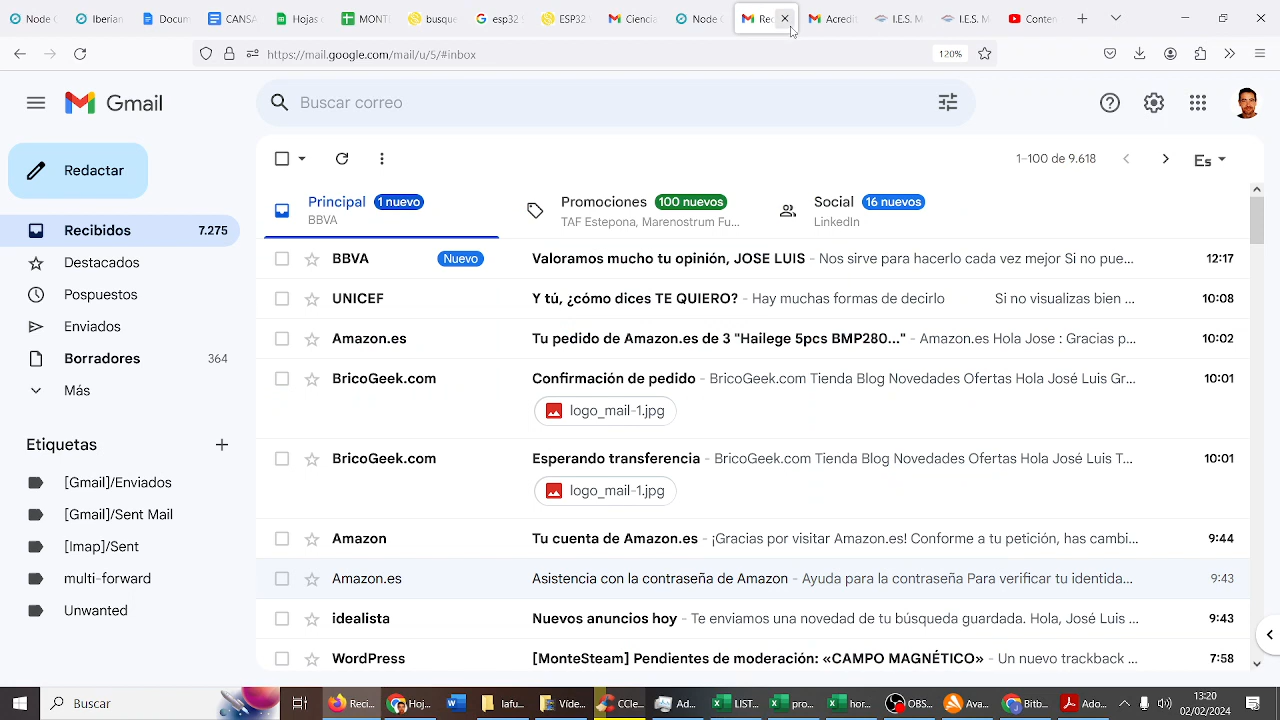 Node C
Iberian
Docum
CANSA
Hojas
MONT
busque
esp32
ESP32
Cienua
Node
Rec
Acredi
I.E.S. M
I.E.S. M
Conten
https://mail.google.com/mail/u/5/#inbox
120%
Gmail
Buscar correo
Redactar
1–100 de 9.618
Es
Principal 1 nuevo
BBVA
Promociones 100 nuevos
TAF Estepona, Marenostrum Fu...
Social 16 nuevos
LinkedIn
Recibidos 7.275
Destacados
Pospuestos
Enviados
Borradores 364
Más
Etiquetas
[Gmail]/Enviados
[Gmail]/Sent Mail
[Imap]/Sent
multi-forward
Unwanted
BBVA Nuevo Valoramos mucho tu opinión, JOSE LUIS - Nos sirve para hacerlo cada vez mejor Si no pue... 12:17
UNICEF Y tú, ¿cómo dices TE QUIERO? - Hay muchas formas de decirlo Si no visualizas bien ... 10:08
Amazon.es Tu pedido de Amazon.es de 3 "Hailege 5pcs BMP280..." - Amazon.es Hola Jose : Gracias p... 10:02
BricoGeek.com Confirmación de pedido - BricoGeek.com Tienda Blog Novedades Ofertas Hola José Luis Gr... 10:01
logo_mail-1.jpg
BricoGeek.com Esperando transferencia - BricoGeek.com Tienda Blog Novedades Ofertas Hola José Luis T... 10:01
logo_mail-1.jpg
Amazon Tu cuenta de Amazon.es - ¡Gracias por visitar Amazon.es! Conforme a tu petición, has cambi... 9:44
Amazon.es Asistencia con la contraseña de Amazon - Ayuda para la contraseña Para verificar tu identida... 9:43
idealista Nuevos anuncios hoy - Te enviamos una novedad de tu búsqueda guardada. Hola, José Luis ... 9:43
WordPress [MonteSteam] Pendientes de moderación: «CAMPO MAGNÉTICO» - Un nuevo trackback ... 7:58
Buscar
Reci
Hoj
lafu
Vide
CCle
Ad...
LIST
pro
hor
OBS
Ava
Bitb
Aco
13:20
02/02/2024